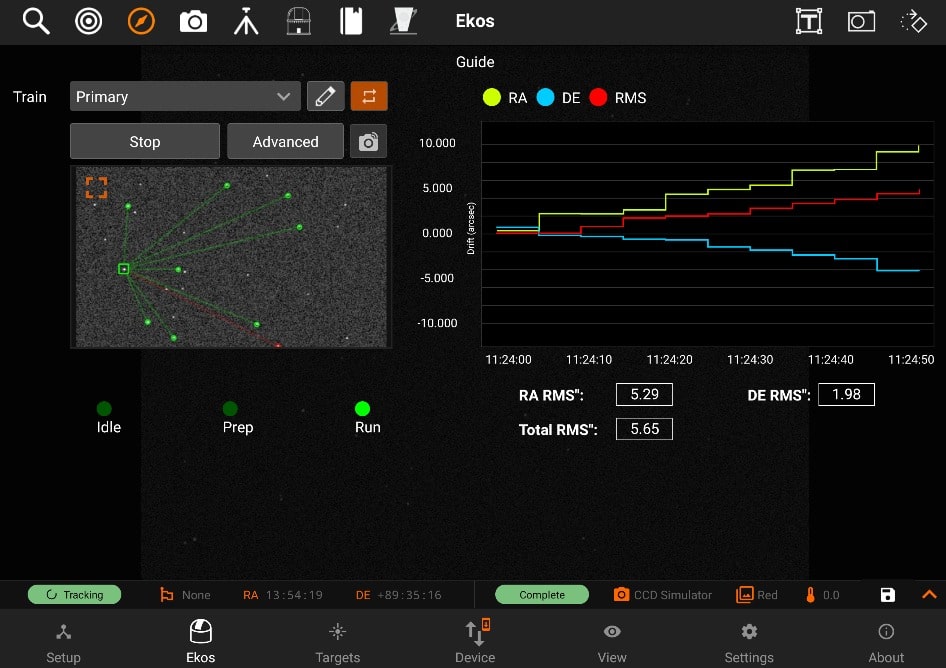 Ekos
Guide
Train Primary
RA DE RMS
Stop Advanced
10.000
5.000
0.000
-5.000
-10.000
Drift (arcsec)
11:24:00 11:24:10 11:24:20 11:24:30 11:24:40 11:24:50
RA RMS": 5.29 DE RMS": 1.98
Total RMS": 5.65
Idle Prep Run
Tracking None RA 13:54:19 DE +89:35:16 Complete CCD Simulator Red 0.0
Setup Ekos Targets Device View Settings About